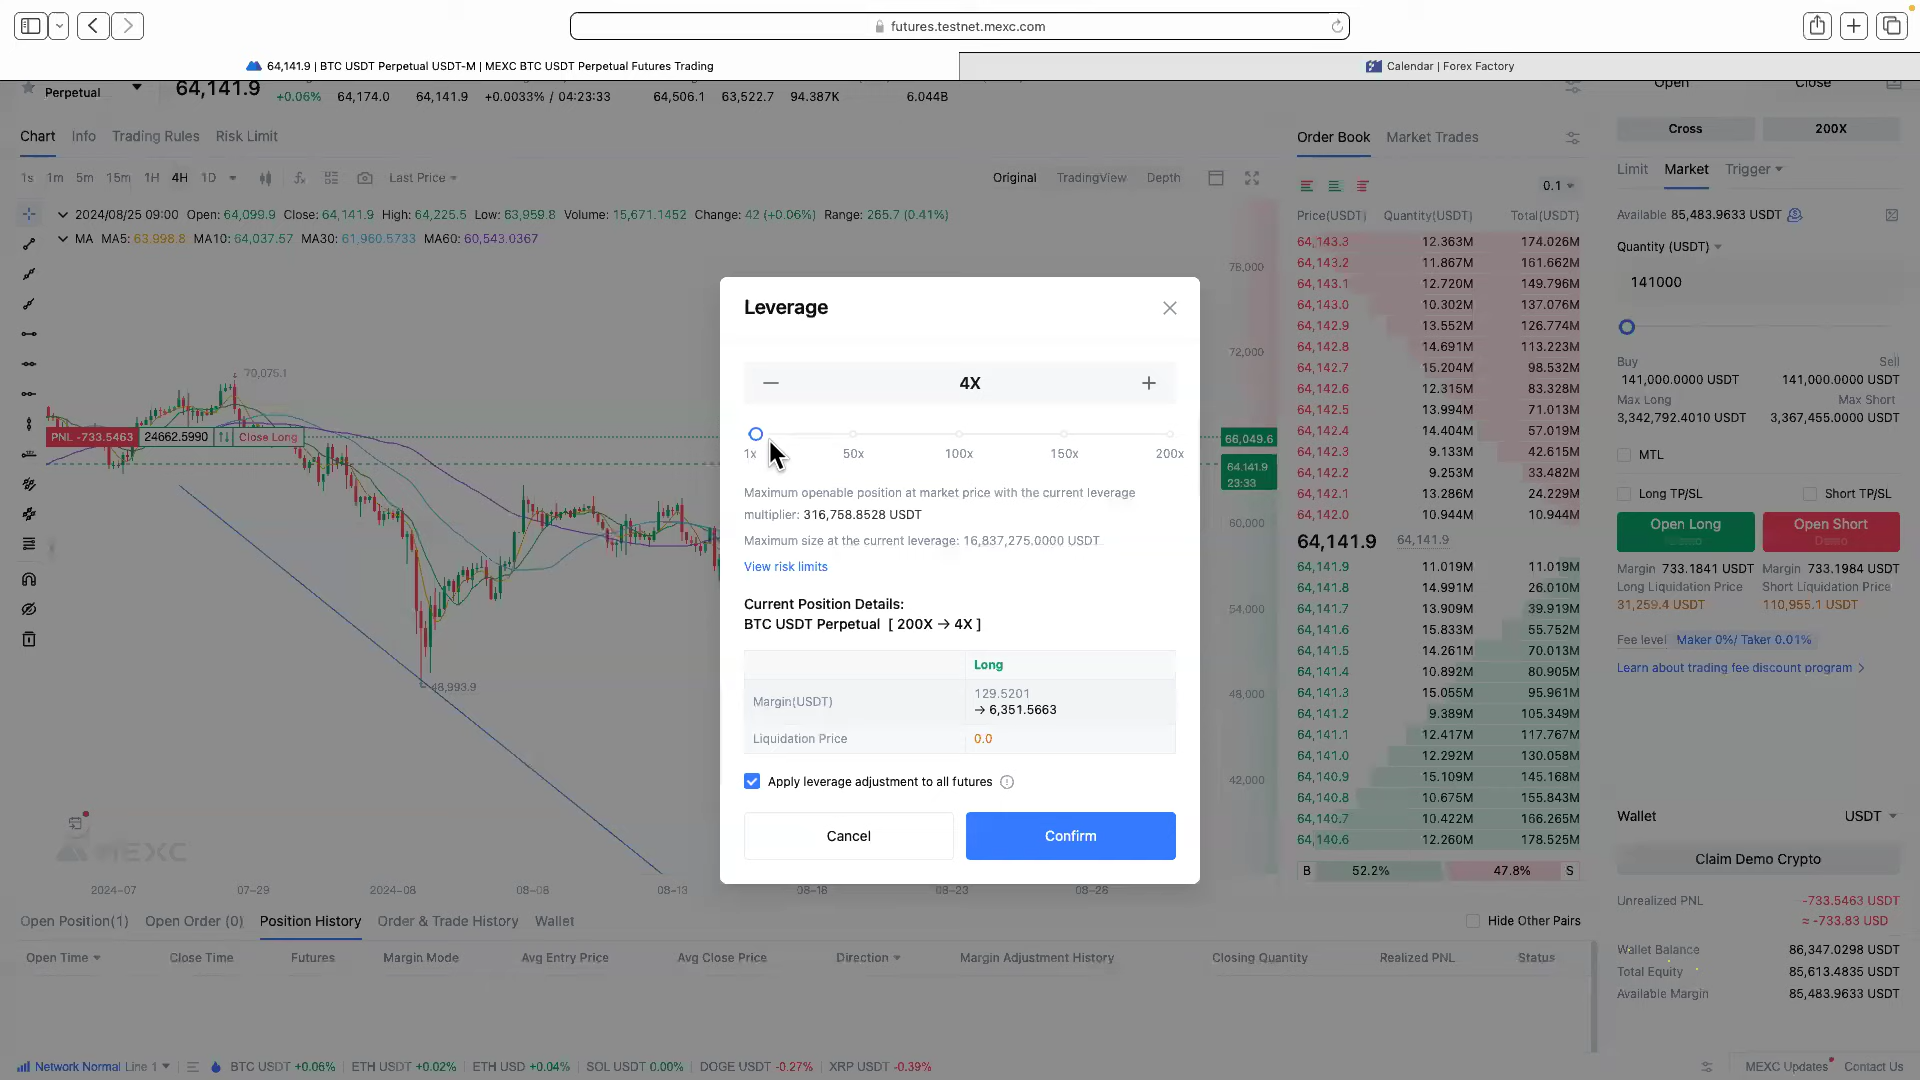 futures.testnet.mexc.com
64,141.9 | BTC USDT Perpetual USDT-M | MEXC BTC USDT Perpetual Futures Trading
Calendar | Forex Factory
Perpetual
64,141.9
+0.06%
64,174.0
64,141.9
+0.0033% / 04:23:33
64,506.1
63,522.7
94.387K
6.044B
Open
Close
Chart
Info
Trading Rules
Risk Limit
Order Book
Market Trades
Cross
200X
1s
1m
5m
15m
1H
4H
1D
Last Price
Original
TradingView
Depth
Limit
Market
Trigger
0.1
2024/08/25 09:00 Open: 64,099.9 Close: 64,141.9 High: 64,225.5 Low: 63,959.8 Volume: 15,671.1452 Change: 42 (+0.06%) Range: 265.7 (0.41%)
MA MA5: 63,998.8 MA10: 64,037.57 MA30: 61,960.5733 MA60: 60,543.0367
Price(USDT) Quantity(USDT) Total(USDT)
64,143.3 12.363M 174.026M
64,143.2 11.867M 161.662M
64,143.1 12.720M 149.796M
64,143.0 10.302M 137.076M
64,142.9 13.552M 126.774M
64,142.8 14.691M 113.223M
64,142.7 15.204M 98.532M
64,142.6 12.315M 83.328M
64,142.5 13.994M 71.013M
64,142.4 14.404M 57.019M
64,142.3 9.133M 42.615M
64,142.2 9.253M 33.482M
64,142.1 13.286M 24.229M
64,142.0 10.944M 10.944M
64,141.9 64,141.9
64,141.9 11.019M 11.019M
64,141.8 14.991M 26.010M
64,141.7 13.909M 39.919M
64,141.6 15.833M 55.752M
64,141.5 14.261M 70.013M
64,141.4 10.892M 80.905M
64,141.3 15.055M 95.961M
64,141.2 9.389M 105.349M
64,141.1 12.417M 117.767M
64,141.0 12.292M 130.058M
64,140.9 15.109M 145.168M
64,140.8 10.675M 155.843M
64,140.7 10.422M 166.265M
64,140.6 12.260M 178.525M
B 52.2% 47.8% S
Available 85,483.9633 USDT
Quantity (USDT)
141000
Buy Sell
141,000.0000 USDT 141,000.0000 USDT
Max Long Max Short
3,342,792.4010 USDT 3,367,455.0000 USDT
MTL
Long TP/SL Short TP/SL
Open Long Open Short
Demo
Margin 733.1841 USDT Margin 733.1984 USDT
Long Liquidation Price Short Liquidation Price
31,259.4 USDT 110,955.1 USDT
Fee level Maker 0%/ Taker 0.01%
Learn about trading fee discount program >
Wallet USDT
Claim Demo Crypto
Unrealized PNL -733.5463 USDT
≈ -733.83 USD
Wallet Balance 86,347.0298 USDT
Total Equity 85,613.4835 USDT
Available Margin 85,483.9633 USDT
78,000
72,000
66,049.6
64,141.9
23:33
60,000
54,000
48,000
42,000
70,075.1
PNL -733.5463 24662.5990 Close Long
48,993.9
MEXC
2024-07 07-29 2024-08 08-08 08-13 08-18 08-23 08-28
Leverage
4X
1x 50x 100x 150x 200x
Maximum openable position at market price with the current leverage
multiplier: 316,758.8528 USDT
Maximum size at the current leverage: 16,837,275.0000 USDT
View risk limits
Current Position Details:
BTC USDT Perpetual [ 200X → 4X ]
Long
Margin(USDT)
129.5201
→ 6,351.5663
Liquidation Price 0.0
Apply leverage adjustment to all futures
Cancel Confirm
Open Position(1) Open Order (0) Position History Order & Trade History Wallet
Hide Other Pairs
Open Time Close Time Futures Margin Mode Avg Entry Price Avg Close Price Direction Margin Adjustment History Closing Quantity Realized PNL Status
Network Normal Line 1 BTC USDT +0.06% ETH USDT +0.02% ETH USD +0.04% SOL USDT 0.00% DOGE USDT -0.27% XRP USDT -0.39%
MEXC Updates Contact Us